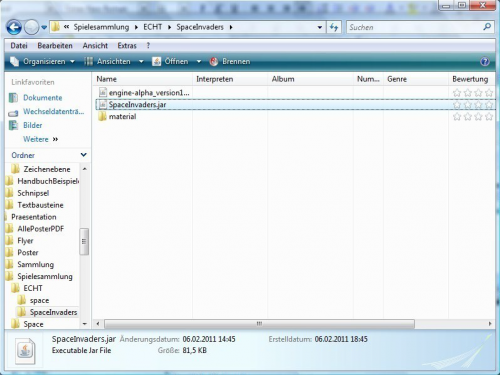 « Spielesammlung ▸ ECHT ▸ SpaceInvaders ▸ Suchen
Datei Bearbeiten Ansicht Extras ?
Organisieren Ansichten Öffnen Brennen
Linkfavoriten
Dokumente
Wechseldatenträ...
Bilder
Weitere »
Ordner
Zeichenebene
HandbuchBeispiele
Schnipsel
Textbausteine
Praesentation
AllePosterPDF
Flyer
Poster
Sammlung
Spielesammlung
ECHT
space
SpaceInvaders
Space
Name Interpreten Album Num... Genre Bewertung
engine-alpha_version1...
SpaceInvaders.jar
material
SpaceInvaders.jar Änderungsdatum: 06.02.2011 14:45 Erstelldatum: 06.02.2011 18:45
Executable Jar File Größe: 81,5 KB